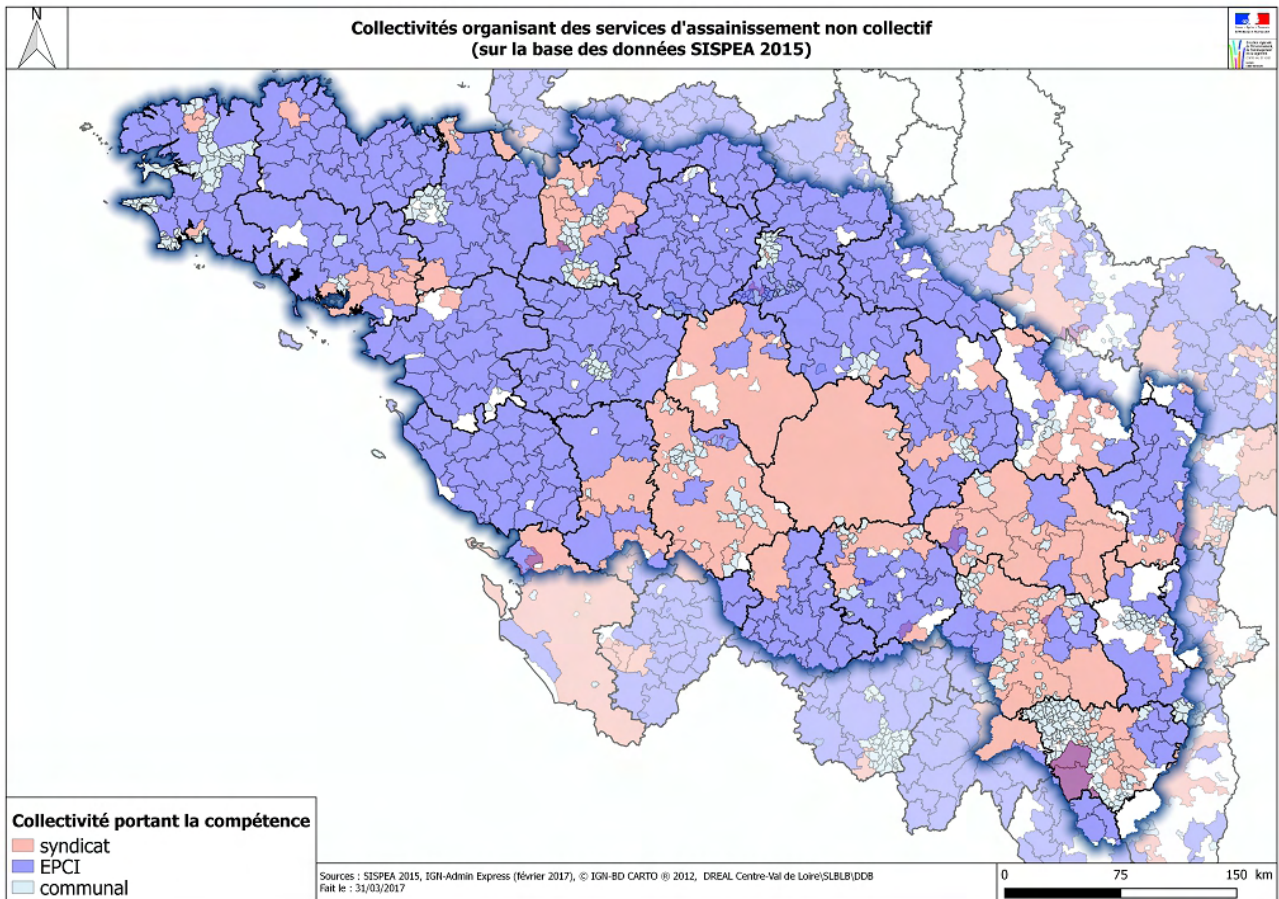 N
Collectivités organisant des services d'assainissement non collectif
(sur la base des données SISPEA 2015)
Collectivité portant la compétence
syndicat
EPCI
communal
Sources : SISPEA 2015, IGN-Admin Express (février 2017), © IGN-BD CARTO ® 2012, DREAL Centre-Val de Loire\SLBLB\DDB
Fait le : 31/03/2017
0 75 150 km